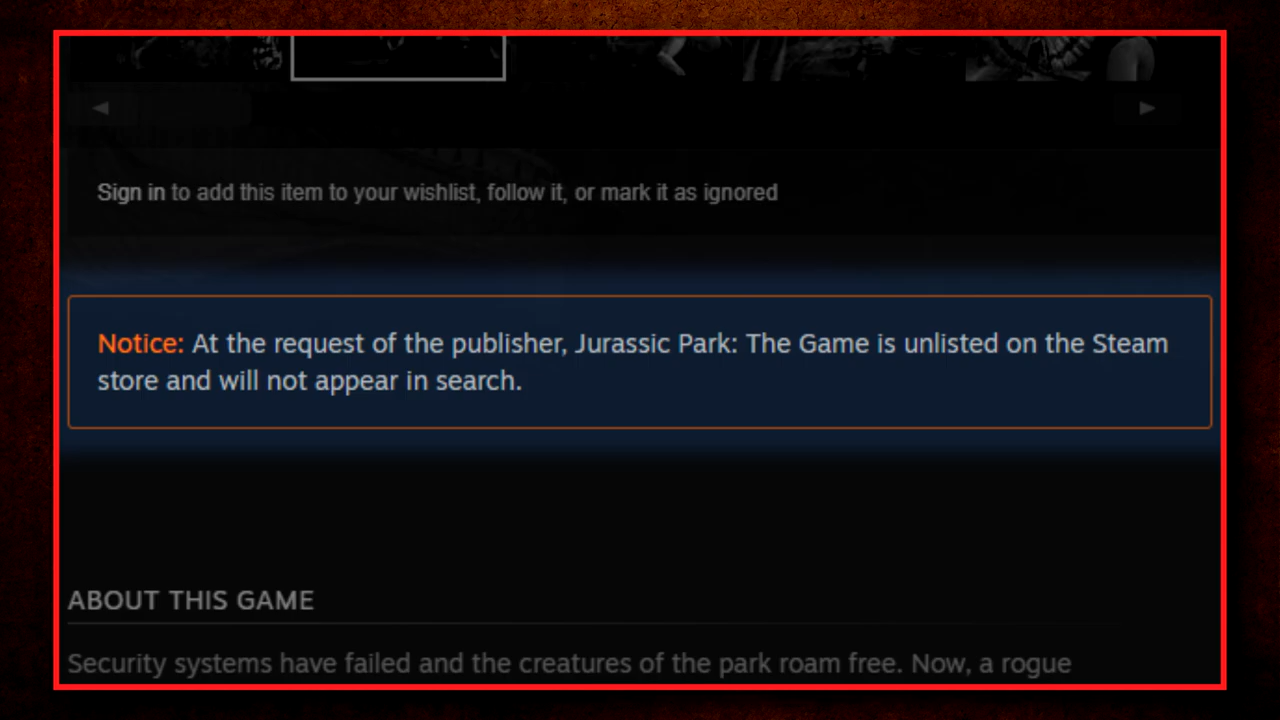 Sign in to add this item to your wishlist, follow it, or mark it as ignored
Notice: At the request of the publisher, Jurassic Park: The Game is unlisted on the Steam
store and will not appear in search.
ABOUT THIS GAME
Security systems have failed and the creatures of the park roam free. Now, a rogue